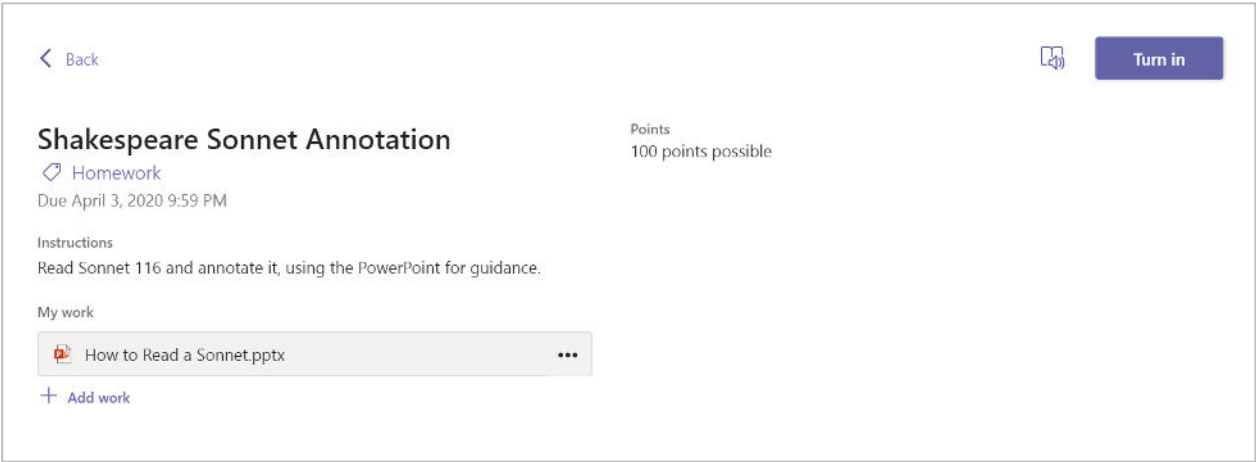 Back
Turn in
Shakespeare Sonnet Annotation
Homework
Due April 3, 2020 9:59 PM
Points
100 points possible
Instructions
Read Sonnet 116 and annotate it, using the PowerPoint for guidance.
My work
How to Read a Sonnet.pptx
Add work